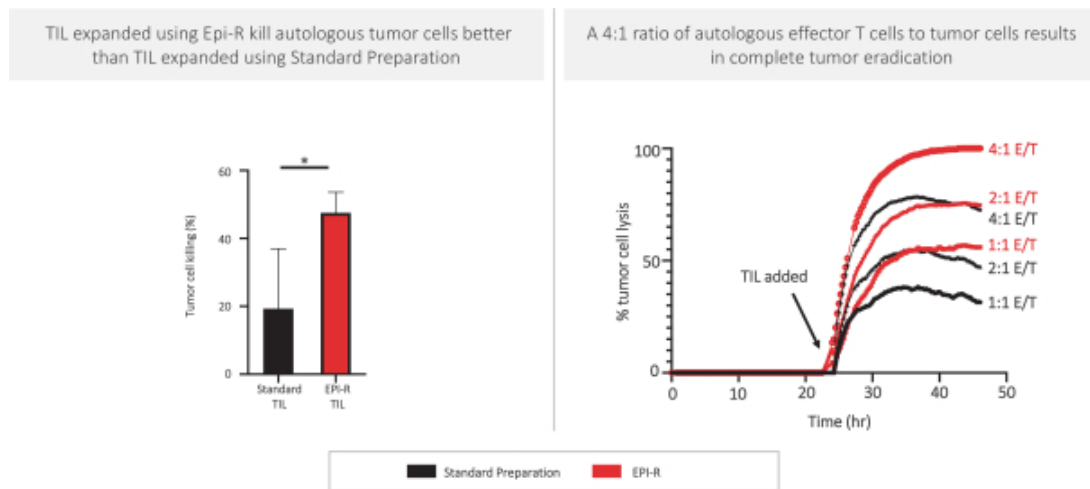 TIL expanded using Epi-R kill autologous tumor cells better
than TIL expanded using Standard Preparation
*
60
40
20
0
Tumor cell killing (%)
Standard
TIL
EPI-R
TIL
A 4:1 ratio of autologous effector T cells to tumor cells results
in complete tumor eradication
100
50
0
% tumor cell lysis
TIL added
4:1 E/T
2:1 E/T
4:1 E/T
1:1 E/T
2:1 E/T
1:1 E/T
0 10 20 30 40 50
Time (hr)
Standard Preparation
EPI-R